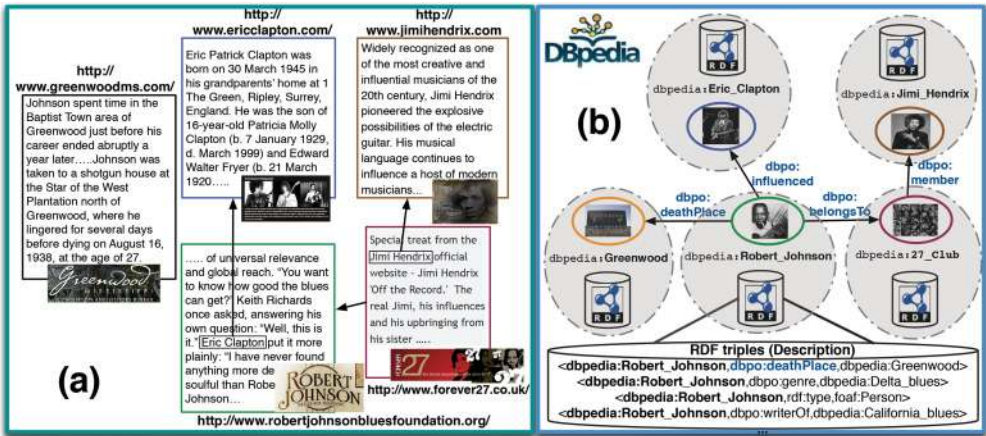 http://
www.greenwoodms.com/
Johnson spent time in the
Baptist Town area of
Greenwood just before his
career ended abruptly a
year later.....Johnson was
taken to a shotgun house at
the Star of the West
Plantation north of
Greenwood, where he
lingered for several days
before dying on August 16,
1938, at the age of 27.
Greenwood
(a)
http://
www.ericclapton.com/
Eric Patrick Clapton was
born on 30 March 1945 in
his grandparents' home at 1
The Green, Ripley, Surrey,
England. He was the son of
16-year-old Patricia Molly
Clapton (b. 7 January 1929,
d. March 1999) and Edward
Walter Fryer (b. 21 March
1920.....
http://
www.jimihendrix.com
Widely recognized as one
of the most creative and
influential musicians of the
20th century, Jimi Hendrix
pioneered the explosive
possibilities of the electric
guitar. His musical
language continues to
influence a host of modern
musicians...
..... of universal relevance
and global reach. “You want
to know how good the blues
can get?” Keith Richards
once asked, answering his
own question: “Well, this is
it.” Eric Clapton put it more
plainly: “I have never found
anything more de
soulful than Robe
Johnson...
ROBERT
JOHNSON
http://www.robertjohnsonbluesfoundation.org/
Special treat from the
Jimi Hendrix official
website - Jimi Hendrix
'Off the Record.' The
real Jimi, his influences
and his upbringing from
his sister .....
27
27
http://www.forever27.co.uk/
DBpedia
(b)
RDF
dbpedia:Eric_Clapton
RDF
dbpedia:Jimi_Hendrix
dbpo:
influenced
dbpo:
member
dbpo:
deathPlace
dbpo:
belongsTo
dbpedia:Greenwood
dbpedia:Robert_Johnson
dbpedia:27_Club
RDF
RDF
RDF
RDF triples (Description)
<dbpedia:Robert_Johnson,dbpo:deathPlace,dbpedia:Greenwood>
<dbpedia:Robert_Johnson,dbpo:genre,dbpedia:Delta_blues>
<dbpedia:Robert_Johnson,rdf:type,foaf:Person>
<dbpedia:Robert_Johnson,dbpo:writerOf,dbpedia:California_blues>
...